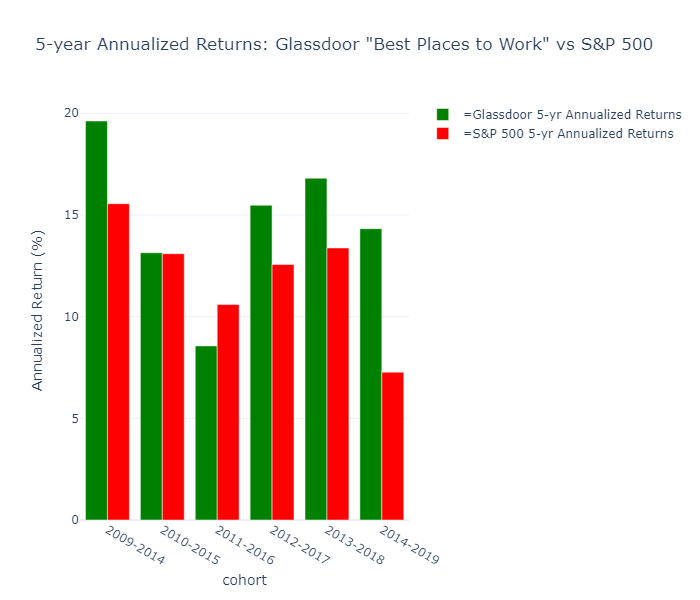 5-year Annualized Returns: Glassdoor "Best Places to Work" vs S&P 500
=Glassdoor 5-yr Annualized Returns
=S&P 500 5-yr Annualized Returns
Annualized Return (%)
20
15
10
5
0
2009-2014
2010-2015
2011-2016
2012-2017
2013-2018
2014-2019
cohort